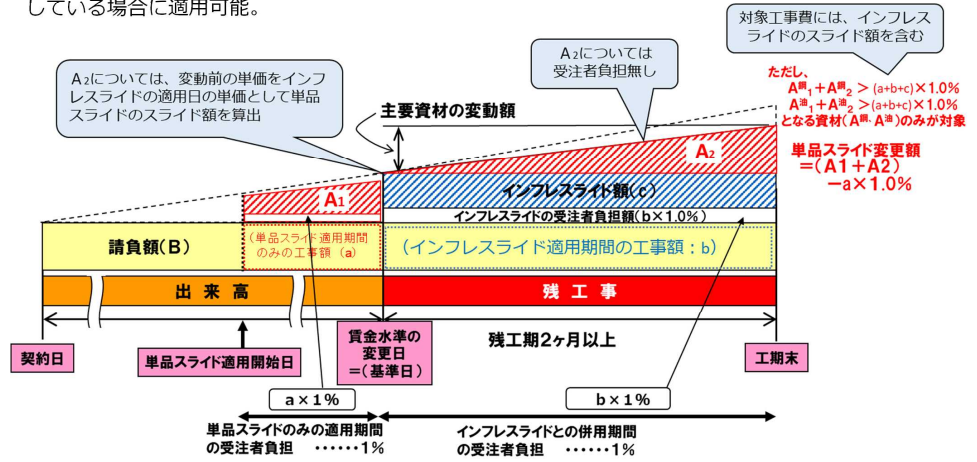 している場合に適用可能。
対象工事費には、インフレス
ライドのスライド額を含む
A₂については
受注者負担無し
A₂については、変動前の単価をインフ
レスライドの適用日の単価として単品
スライドのスライド額を算出
ただし、
A鋼₁+A鋼₂>(a+b+c)×1.0%
A油₁+A油₂>(a+b+c)×1.0%
となる資材(A鋼、A油)のみが対象
主要資材の変動額
単品スライド変更額
=(A1+A2)
-a×1.0%
A₂
A₁
インフレスライド額(c)
インフレスライドの受注者負担額(b×1.0%)
請負額(B)
(単品スライド適用期間
のみの工事額 (a)
(インフレスライド適用期間の工事額:b)
出 来 高
残 工 事
契約日
単品スライド適用開始日
賃金水準の
変更日
=(基準日)
残工期2ヶ月以上
工期末
a×1%
b×1%
単品スライドのみの適用期間
の受注者負担 ‥‥‥1%
インフレスライドとの併用期間
の受注者負担 ‥‥‥1%